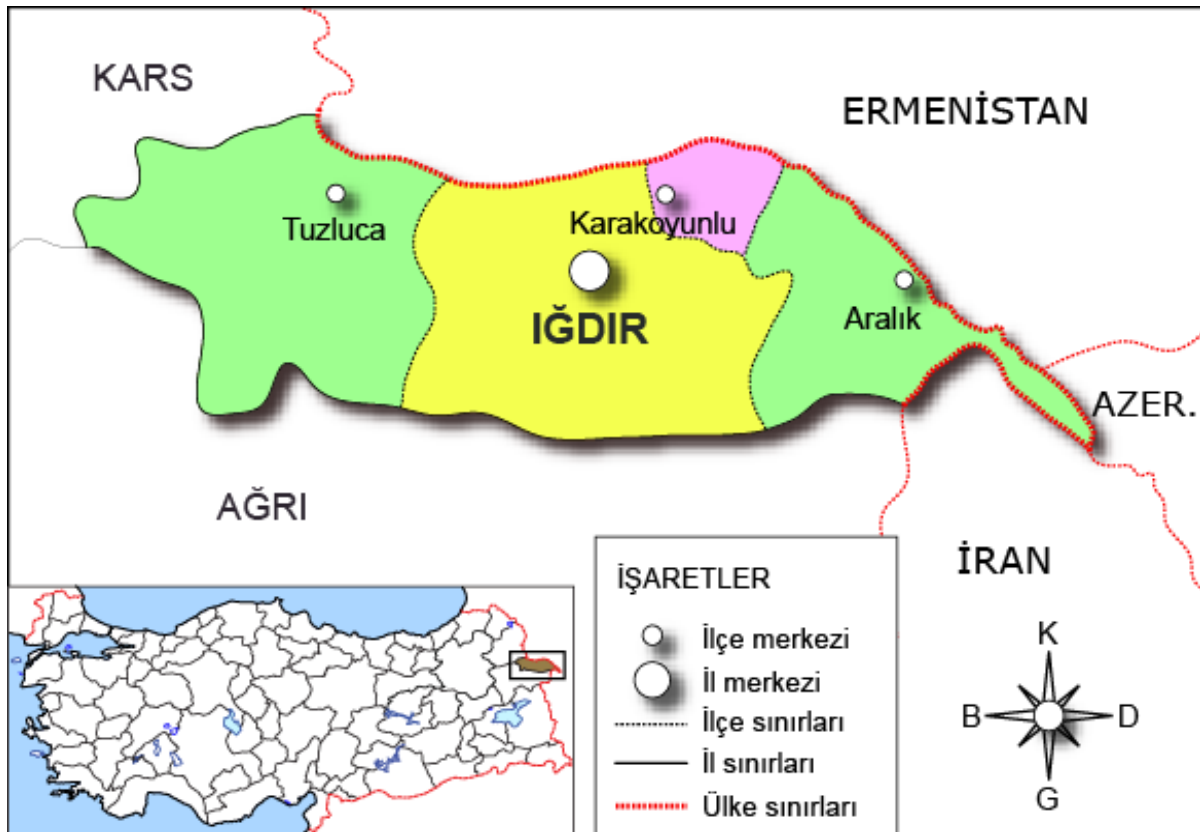 KARS
ERMENİSTAN
Tuzluca
Karakoyunlu
IĞDIR
Aralık
AZER.
AĞRI
İRAN
İŞARETLER
İlçe merkezi
İl merkezi
İlçe sınırları
İl sınırları
Ülke sınırları
K
B
D
G